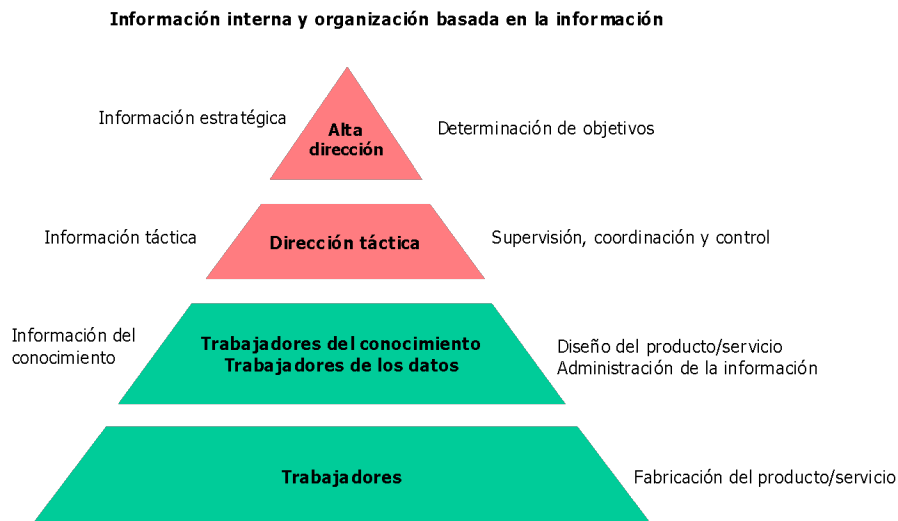 Información interna y organización basada en la información
Información estratégica
Alta
dirección
Determinación de objetivos
Información táctica
Dirección táctica
Supervisión, coordinación y control
Información del
conocimiento
Trabajadores del conocimiento
Trabajadores de los datos
Diseño del producto/servicio
Administración de la información
Trabajadores
Fabricación del producto/servicio